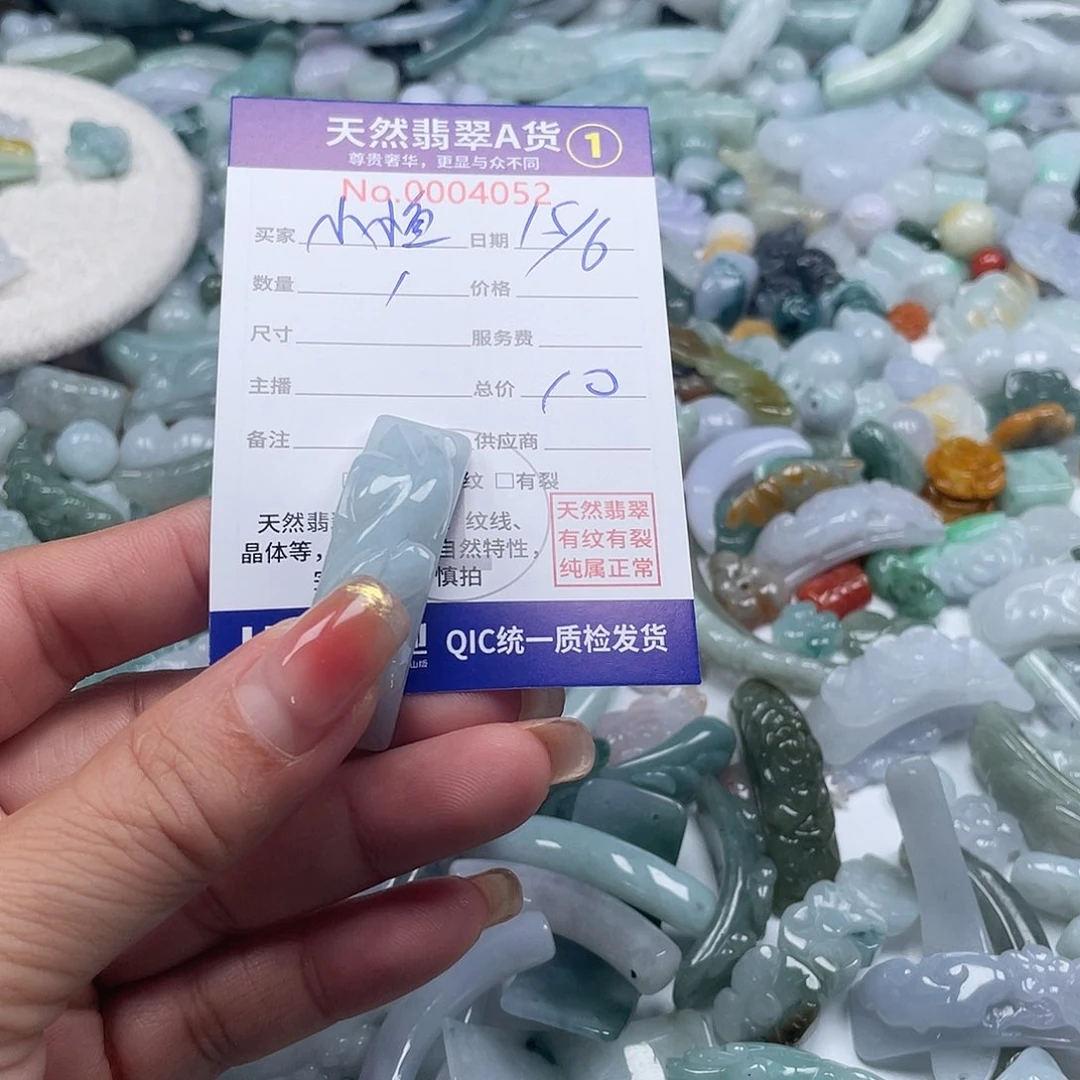 天然翡翠A货 1
尊贵奢华，更显与众不同
No.0004052
买家 日期 15/6
数量 1 价格
尺寸 服务费
主播 总价 10
备注 供应商
纹 □有裂
天然翡 纹线、
晶体等， 自然特性，
慎拍
天然翡翠
有纹有裂
纯属正常
QIC统一质检发货